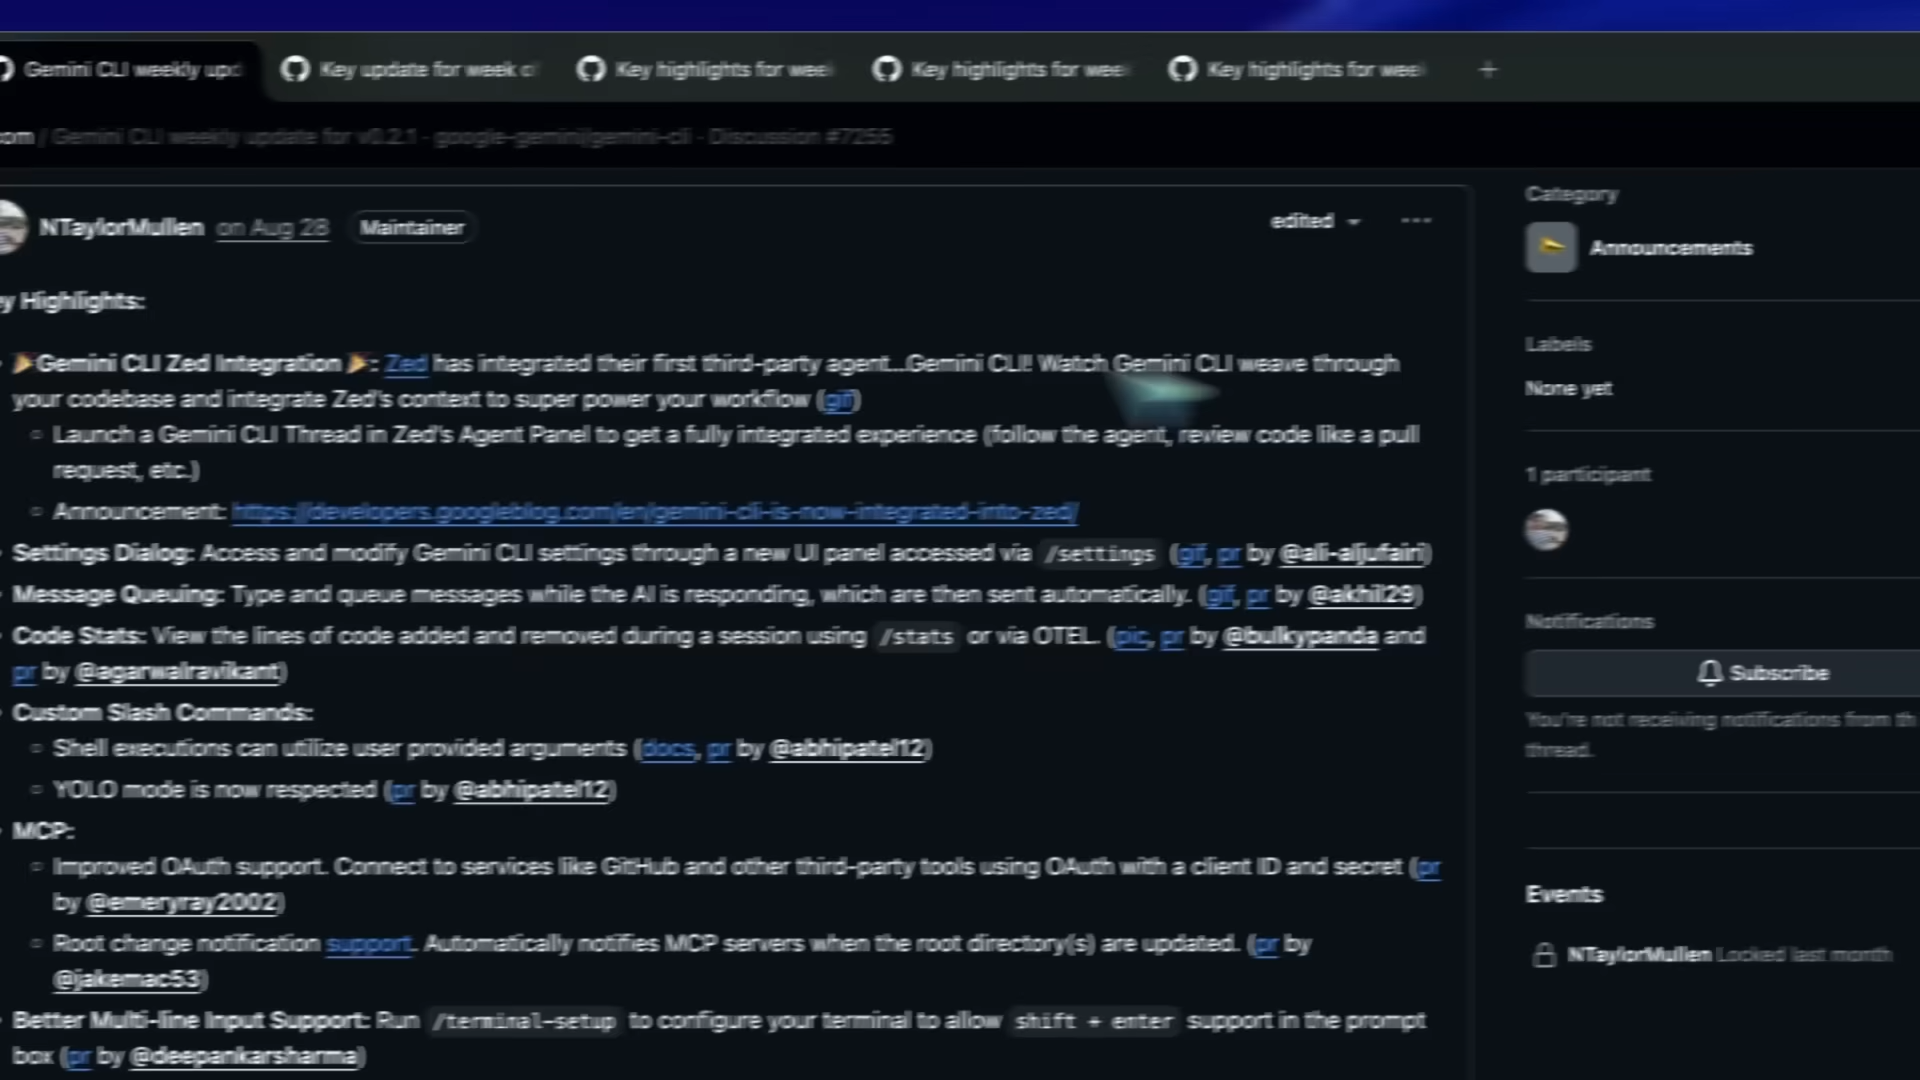 Gemini CLI weekly upd
Key update for week o
Key highlights for wee
Key highlights for wee
Key highlights for wee
com / Gemini CLI weekly update for v0.2.1 · google-gemini/gemini-cli · Discussion #7255
NTaylorMullen on Aug 28 Maintainer
edited
y Highlights:
Gemini CLI Zed Integration : Zed has integrated their first third-party agent...Gemini CLI! Watch Gemini CLI weave through
your codebase and integrate Zed's context to super power your workflow (gif)
Launch a Gemini CLI Thread in Zed's Agent Panel to get a fully integrated experience (follow the agent, review code like a pull
request, etc.)
Announcement: https://developers.googleblog.com/en/gemini-cli-is-now-integrated-into-zed/
Settings Dialog: Access and modify Gemini CLI settings through a new UI panel accessed via /settings (gif, pr by @ali-aljufairi)
Message Queuing: Type and queue messages while the AI is responding, which are then sent automatically. (gif, pr by @akhil29)
Code Stats: View the lines of code added and removed during a session using /stats or via OTEL. (pic, pr by @bulkypanda and
pr by @agarwalravikant)
Custom Slash Commands:
Shell executions can utilize user provided arguments (docs, pr by @abhipatel12)
YOLO mode is now respected (pr by @abhipatel12)
MCP:
Improved OAuth support. Connect to services like GitHub and other third-party tools using OAuth with a client ID and secret (pr
by @emeryray2002)
Root change notification support. Automatically notifies MCP servers when the root directory(s) are updated. (pr by
@jakemac53)
Better Multi-line Input Support: Run /terminal-setup to configure your terminal to allow shift + enter support in the prompt
box (pr by @deepankarsharma)
Category
Announcements
Labels
None yet
1 participant
Notifications
Subscribe
You're not receiving notifications from th
thread.
Events
NTaylorMullen Locked last month